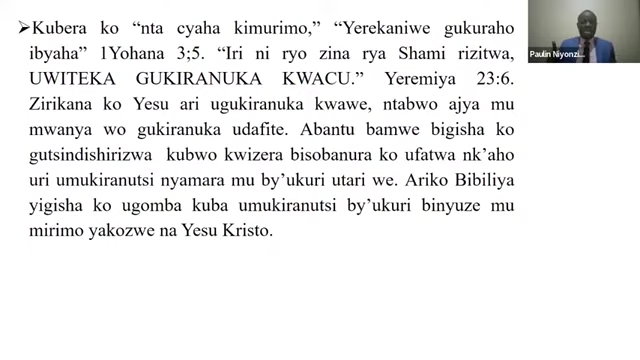 ➢Kubera ko “nta cyaha kimurimo,” “Yerekaniwe gukuraho
ibyaha” 1Yohana 3;5. “Iri ni ryo zina rya Shami rizitwa,
UWITEKA GUKIRANUKA KWACU.” Yeremiya 23:6.
Zirikana ko Yesu ari ugukiranuka kwawe, ntabwo ajya mu
mwanya wo gukiranuka udafite. Abantu bamwe bigisha ko
gutsindishirizwa kubwo kwizera bisobanura ko ufatwa nk’aho
uri umukiranutsi nyamara mu by’ukuri utari we. Ariko Bibiliya
yigisha ko ugomba kuba umukiranutsi by’ukuri binyuze mu
mirimo yakozwe na Yesu Kristo.
Paulin Niyonzi...